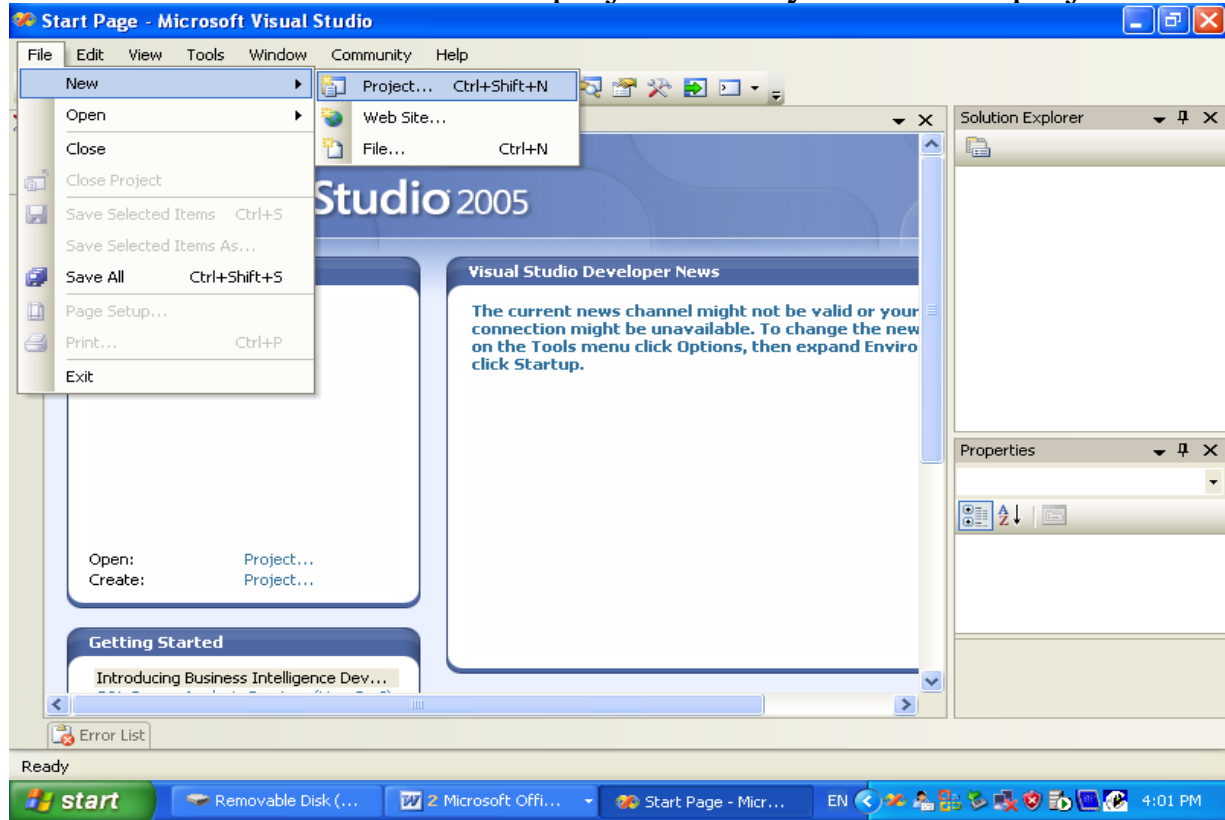 Start Page - Microsoft Visual Studio
File Edit View Tools Window Community Help
New
Project... Ctrl+Shift+N
Open
Web Site...
Close
File... Ctrl+N
Close Project
Save Selected Items Ctrl+S
Save Selected Items As...
Save All Ctrl+Shift+S
Page Setup...
Print... Ctrl+P
Exit
Studio 2005
Visual Studio Developer News
The current news channel might not be valid or your
connection might be unavailable. To change the new
on the Tools menu click Options, then expand Enviro
click Startup.
Open: Project...
Create: Project...
Getting Started
Introducing Business Intelligence Dev...
Solution Explorer
Properties
Error List
Ready
start
Removable Disk (...
2 Microsoft Offi...
Start Page - Micr...
EN
4:01 PM